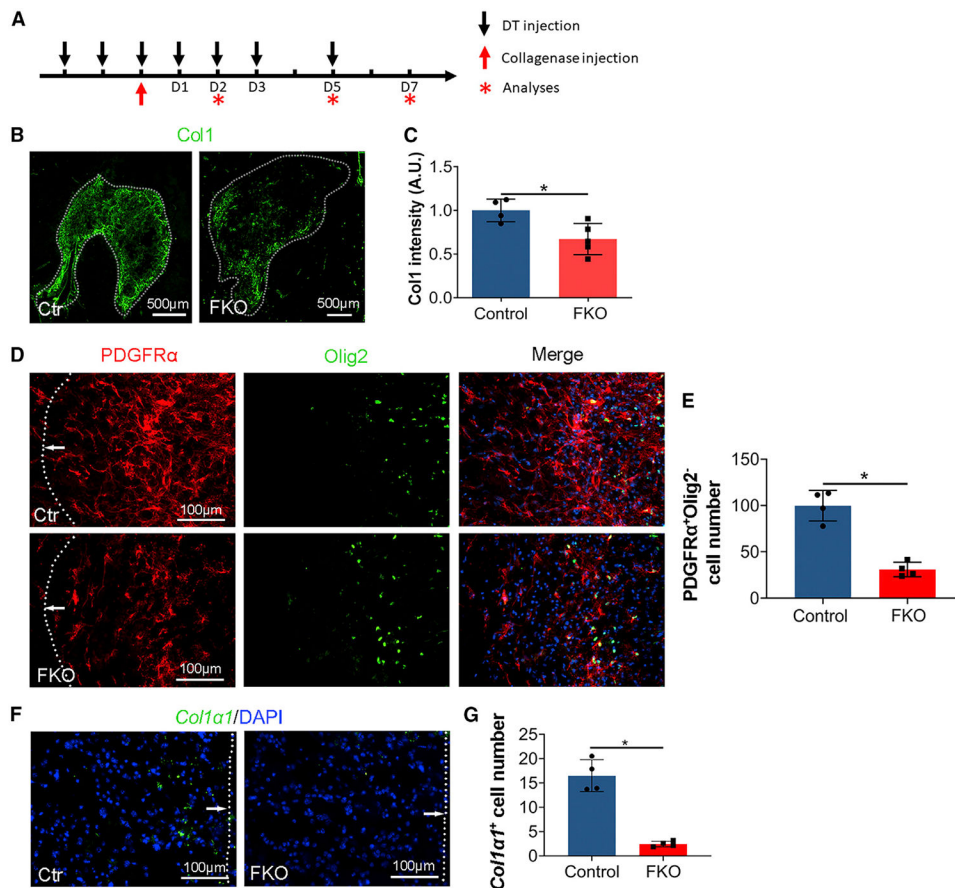 A
DT injection
Collagenase injection
* Analyses
D1 D2 D3 D5 D7
* * *
B
Col1
Ctr
500μm
FKO
500μm
C
Col1 intensity (A.U.)
1.5
1.0
0.5
0.0
*
Control FKO
D
PDGFRα Olig2 Merge
Ctr
100μm
FKO
100μm
E
PDGFRα⁺Olig2⁻
cell number
150
100
50
0
*
Control FKO
F
Col1α1/DAPI
Ctr
100μm
FKO
100μm
G
Col1α1⁺ cell number
25
20
15
10
5
0
*
Control FKO